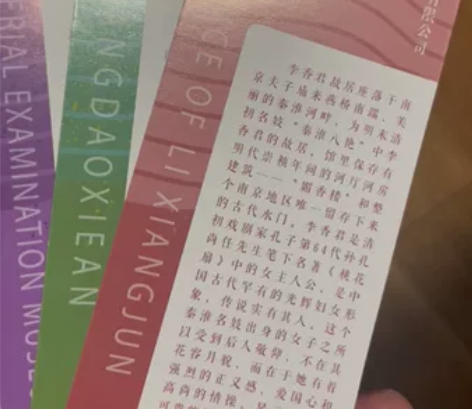 ERIAL EXAMINATION MUSE
NGDAOXIEAN
CE OF LI XIANGJUN
有限公司
李香君故居座落于南
京夫子庙来燕桥南端、美
丽的秦淮河畔，为明末清
初名妓“秦淮八艳”中李
香君的故居，馆里保存有
明代崇祯年间的河厅河房
建筑——“媚香楼”和整
个南京地区唯一留存下来
的古代水门。李香君是清
初戏剧家孔子第64代孙孔
尚任先生笔下名著《桃花
扇》中的女主人公，是中
国古代罕有的光辉妇女形
象，传说实有其人。这个
秦淮名妓出身的女子之所
以受到后人敬仰，不在其
花容月貌，而在于她有着
强烈的正义感，爱国心和
高尚的情操，是